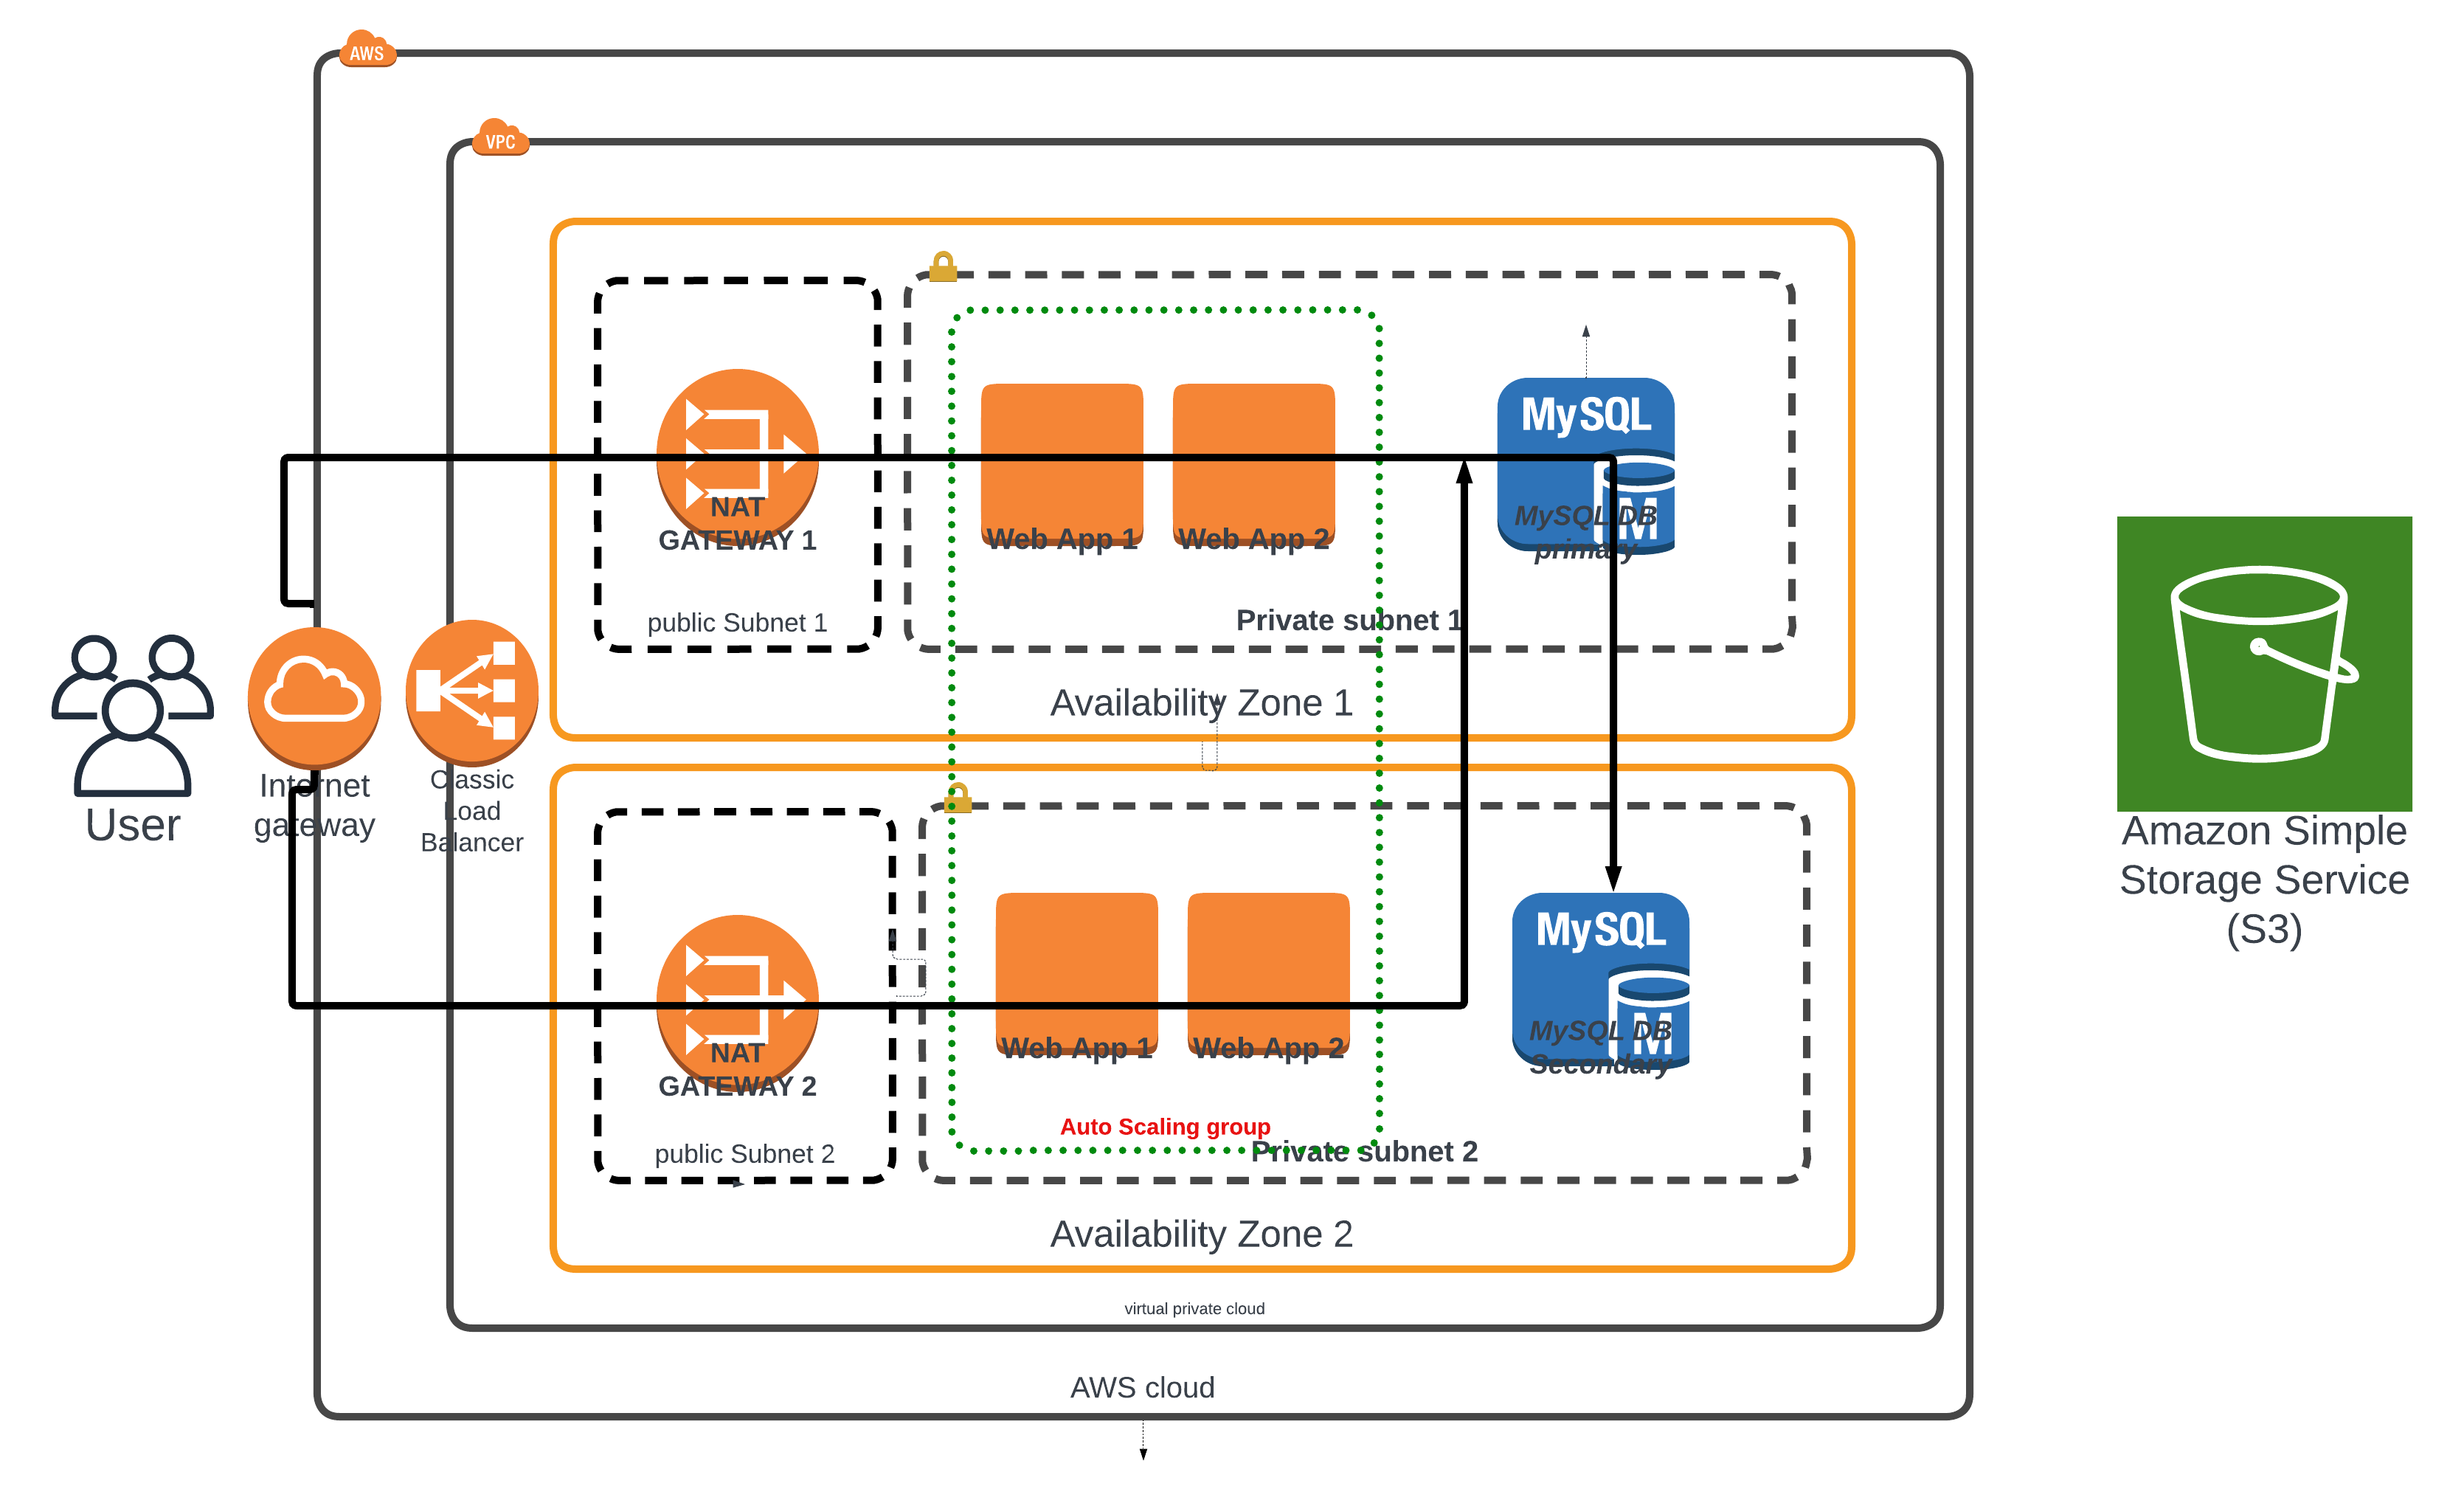 AWS
VPC
MySQL
NAT
GATEWAY 1
Web App 1
Web App 2
MySQL DB
primary
M
public Subnet 1
Private subnet 1
Availability Zone 1
User
Internet
gateway
Classic
Load
Balancer
Amazon Simple
Storage Service
(S3)
MySQL
NAT
GATEWAY 2
Web App 1
Web App 2
MySQL DB
Secondary
M
Auto Scaling group
public Subnet 2
Private subnet 2
Availability Zone 2
virtual private cloud
AWS cloud